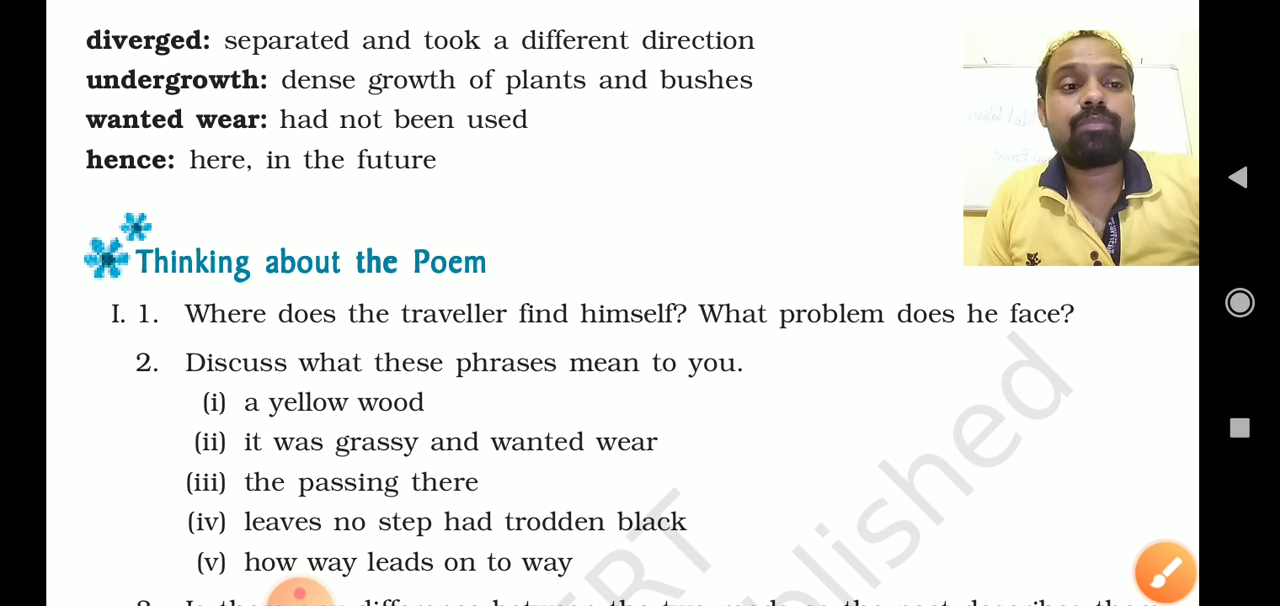 diverged: separated and took a different direction
undergrowth: dense growth of plants and bushes
wanted wear: had not been used
hence: here, in the future
Thinking about the Poem
I. 1. Where does the traveller find himself? What problem does he face?
2. Discuss what these phrases mean to you.
(i) a yellow wood
(ii) it was grassy and wanted wear
(iii) the passing there
(iv) leaves no step had trodden black
(v) how way leads on to way